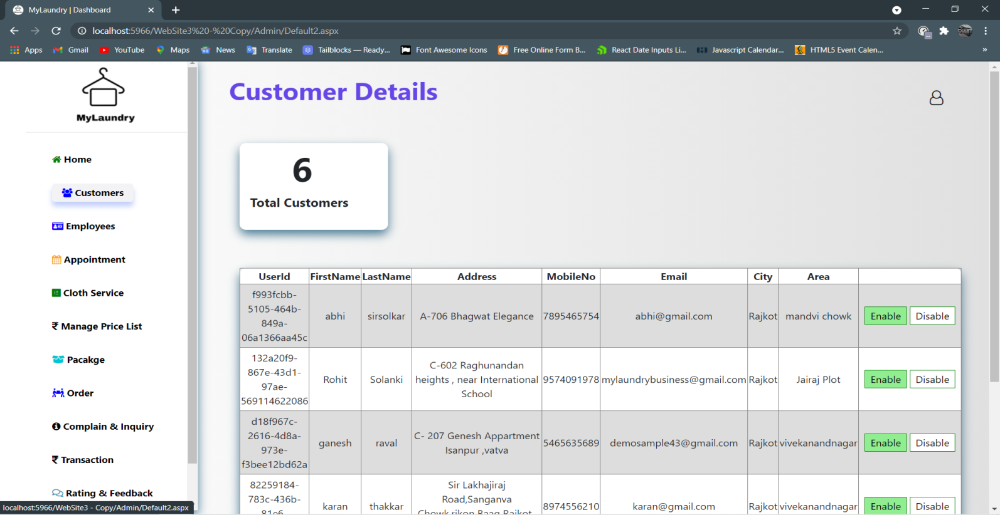 MyLaundry | Dashboard
localhost:5966/WebSite3%20-%20Copy/Admin/Default2.aspx
Apps
Gmail
YouTube
Maps
News
Translate
Tailblocks — Ready...
Font Awesome Icons
Free Online Form B...
React Date Inputs Li...
Javascript Calendar...
HTML5 Event Calen...
»
MyLaundry
Home
Customers
Employees
Appointment
Cloth Service
₹ Manage Price List
Pacakge
Order
Complain & Inquiry
₹ Transaction
Rating & Feedback
localhost:5966/WebSite3 - Copy/Admin/Default2.aspx
Customer Details
6
Total Customers
UserId FirstName LastName Address MobileNo Email City Area
f993fcbb-
5105-464b-
849a-
06a1366aa45c
abhi
sirsolkar
A-706 Bhagwat Elegance
7895465754
abhi@gmail.com
Rajkot
mandvi chowk
Enable
Disable
132a20f9-
867e-43d1-
97ae-
569114622086
Rohit
Solanki
C-602 Raghunandan
heights , near International
School
9574091978
mylaundrybusiness@gmail.com
Rajkot
Jairaj Plot
Enable
Disable
d18f967c-
2616-4d8a-
973e-
f3bee12bd62a
ganesh
raval
C- 207 Genesh Appartment
Isanpur ,vatva
5465635689
demosample43@gmail.com
Rajkot
vivekanandnagar
Enable
Disable
82259184-
783c-436b-
81e6-
karan
thakkar
Sir Lakhajiraj
Road,Sanganva
Chowk,rikon Baag,Rajkot,
8974556210
karan@gmail.com
Rajkot
vivekanandnagar
Enable
Disable